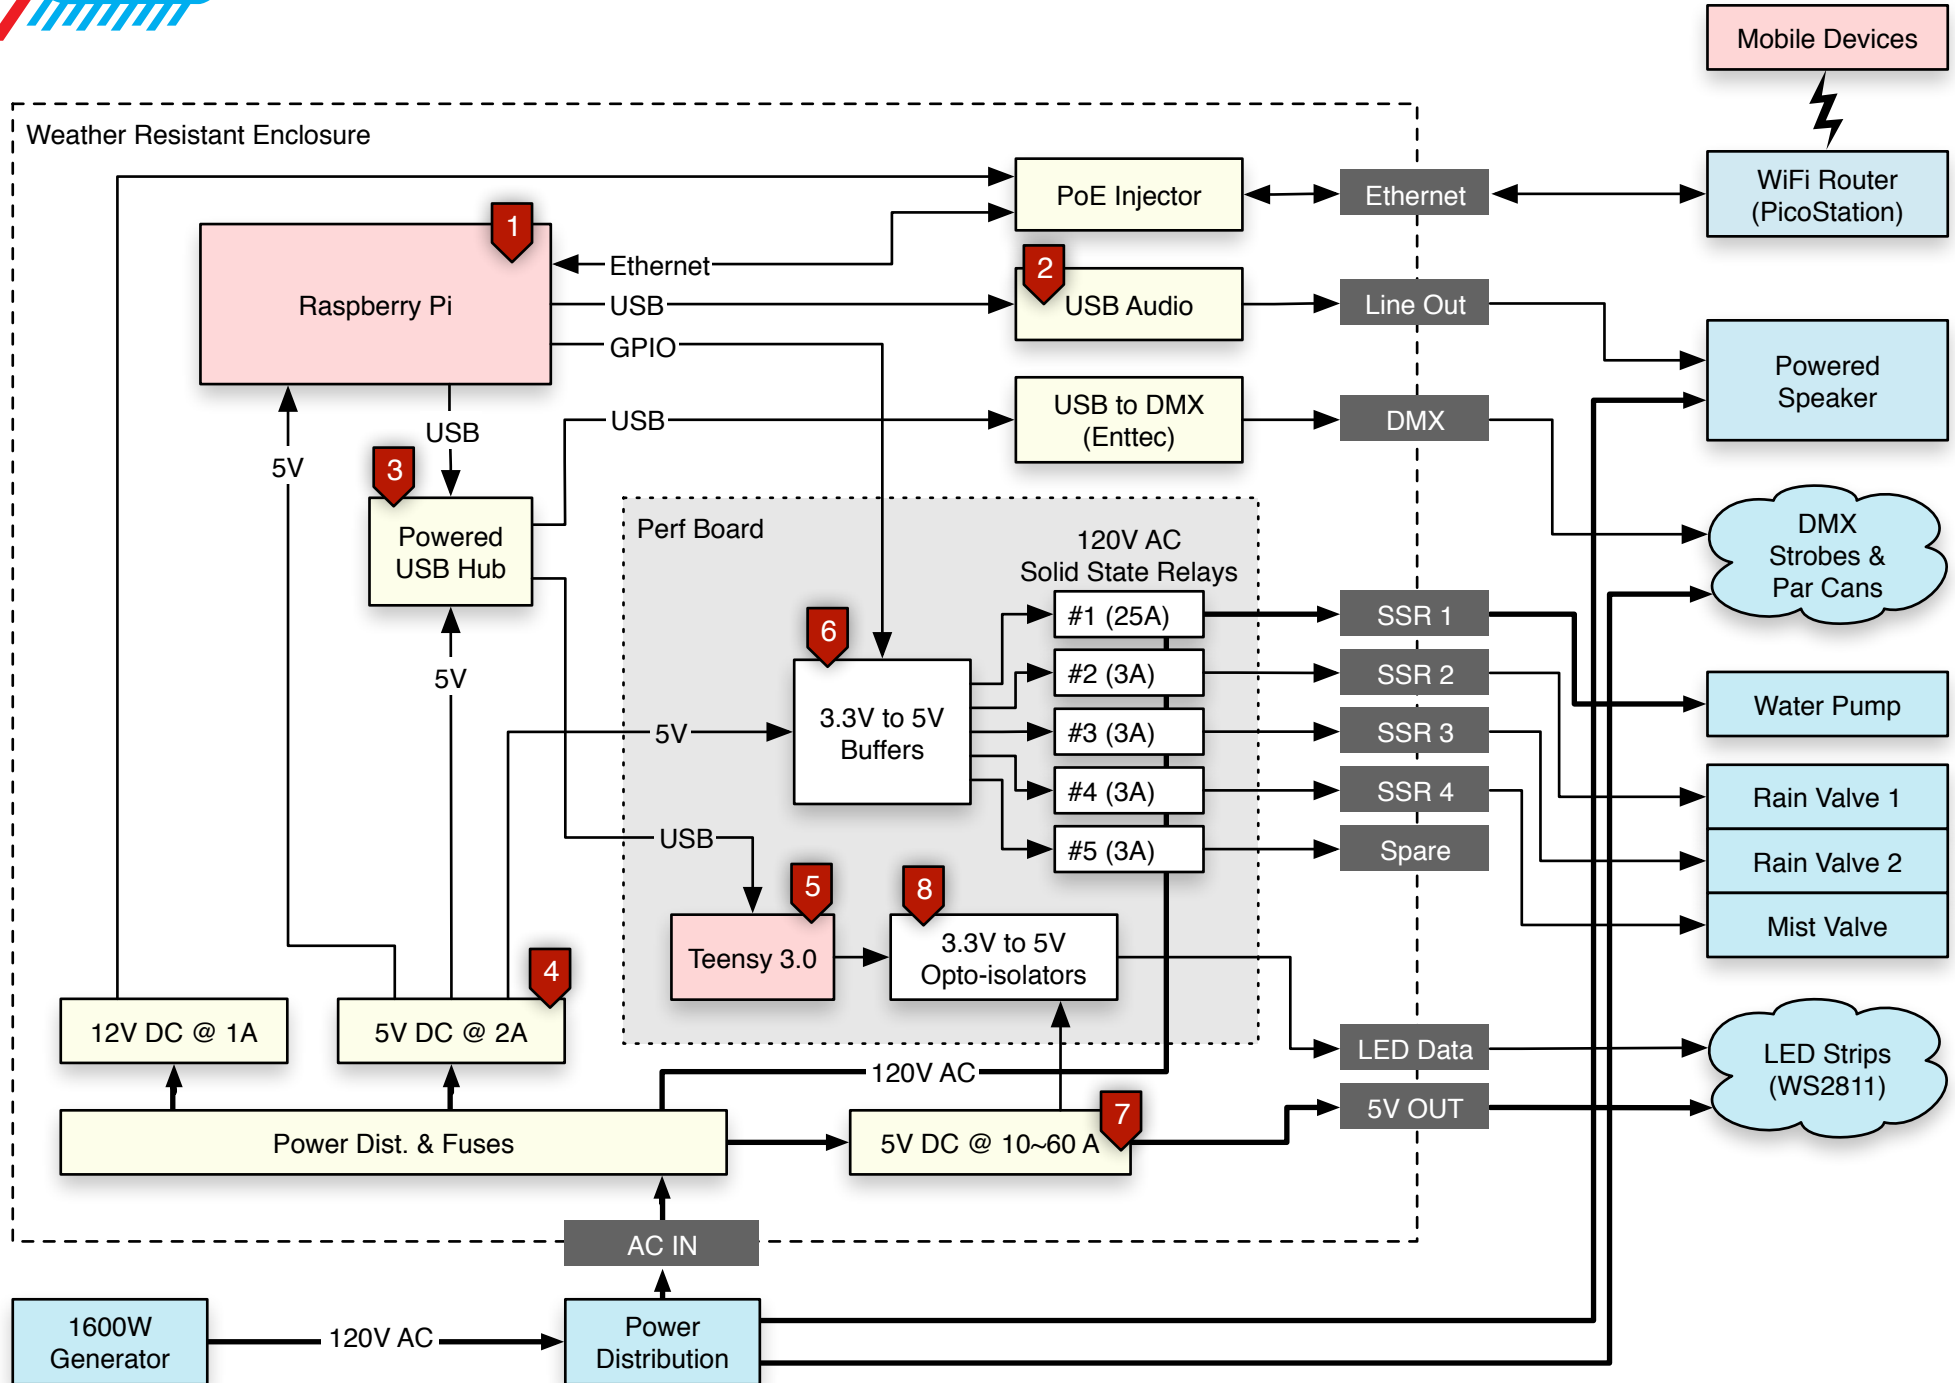 Mobile Devices
Weather Resistant Enclosure
PoE Injector
Ethernet
WiFi Router
(PicoStation)
1
Raspberry Pi
Ethernet
USB
GPIO
2
USB Audio
Line Out
Powered
Speaker
USB
5V
3
Powered
USB Hub
USB
USB to DMX
(Enttec)
DMX
DMX
Strobes &
Par Cans
Perf Board
120V AC
Solid State Relays
#1 (25A)
#2 (3A)
#3 (3A)
#4 (3A)
#5 (3A)
SSR 1
SSR 2
SSR 3
SSR 4
Spare
Water Pump
Rain Valve 1
Rain Valve 2
Mist Valve
6
3.3V to 5V
Buffers
5V
5V
USB
5
Teensy 3.0
8
3.3V to 5V
Opto-isolators
4
12V DC @ 1A
5V DC @ 2A
120V AC
LED Data
5V OUT
LED Strips
(WS2811)
Power Dist. & Fuses
7
5V DC @ 10~60 A
AC IN
1600W
Generator
120V AC
Power
Distribution